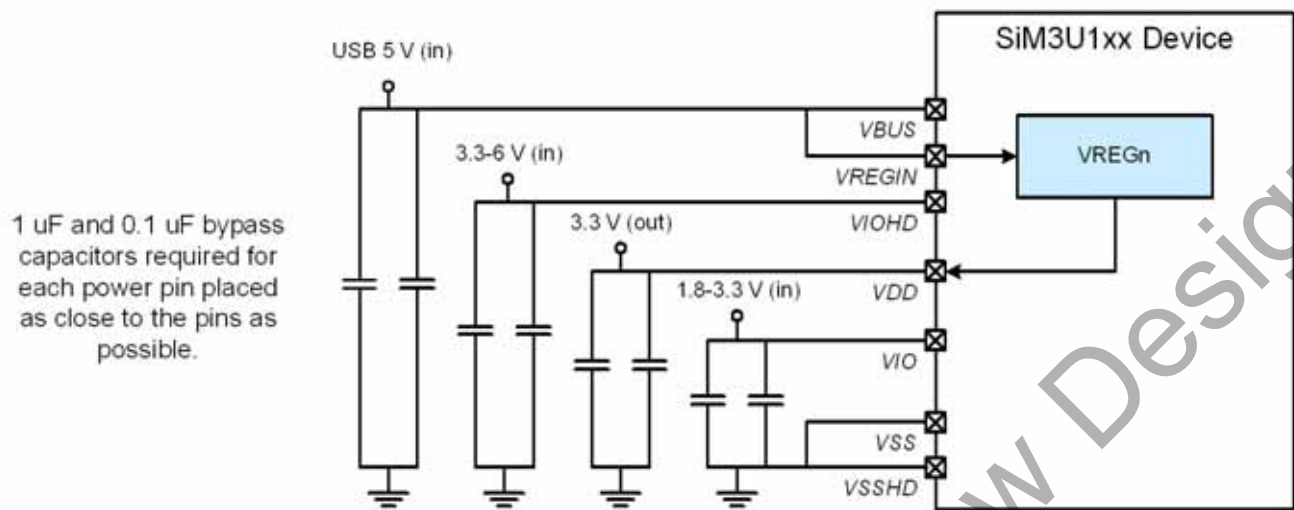 SiM3U1xx Device
USB 5 V (in)
VBUS
VREGn
3.3-6 V (in)
VREGIN
VIOHD
1 uF and 0.1 uF bypass
capacitors required for
each power pin placed
as close to the pins as
possible.
3.3 V (out)
VDD
1.8-3.3 V (in)
VIO
VSS
VSSHD
w Desig